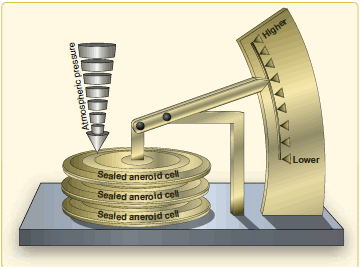 Atmospheric pressure
Higher
Lower
Sealed aneroid cell
Sealed aneroid cell
Sealed aneroid cell